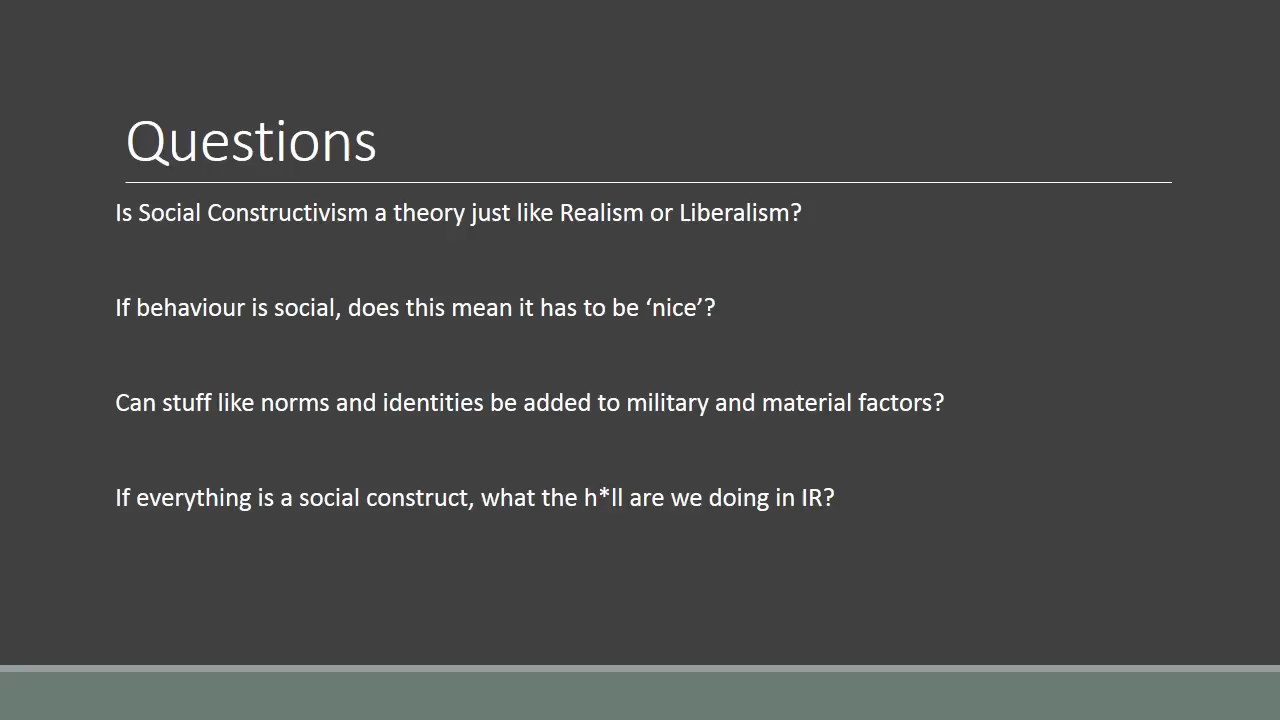 Questions
Is Social Constructivism a theory just like Realism or Liberalism?
If behaviour is social, does this mean it has to be ‘nice’?
Can stuff like norms and identities be added to military and material factors?
If everything is a social construct, what the h*ll are we doing in IR?